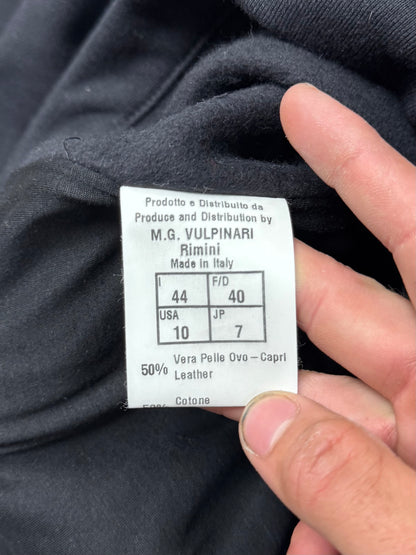 Prodotto e Distribuito da
Produce and Distribution by
M.G. VULPINARI
Rimini
Made in Italy
I 44 F/D 40
USA 10 JP 7
50% Vera Pelle Ovo – Capri
Leather
50% Cotone